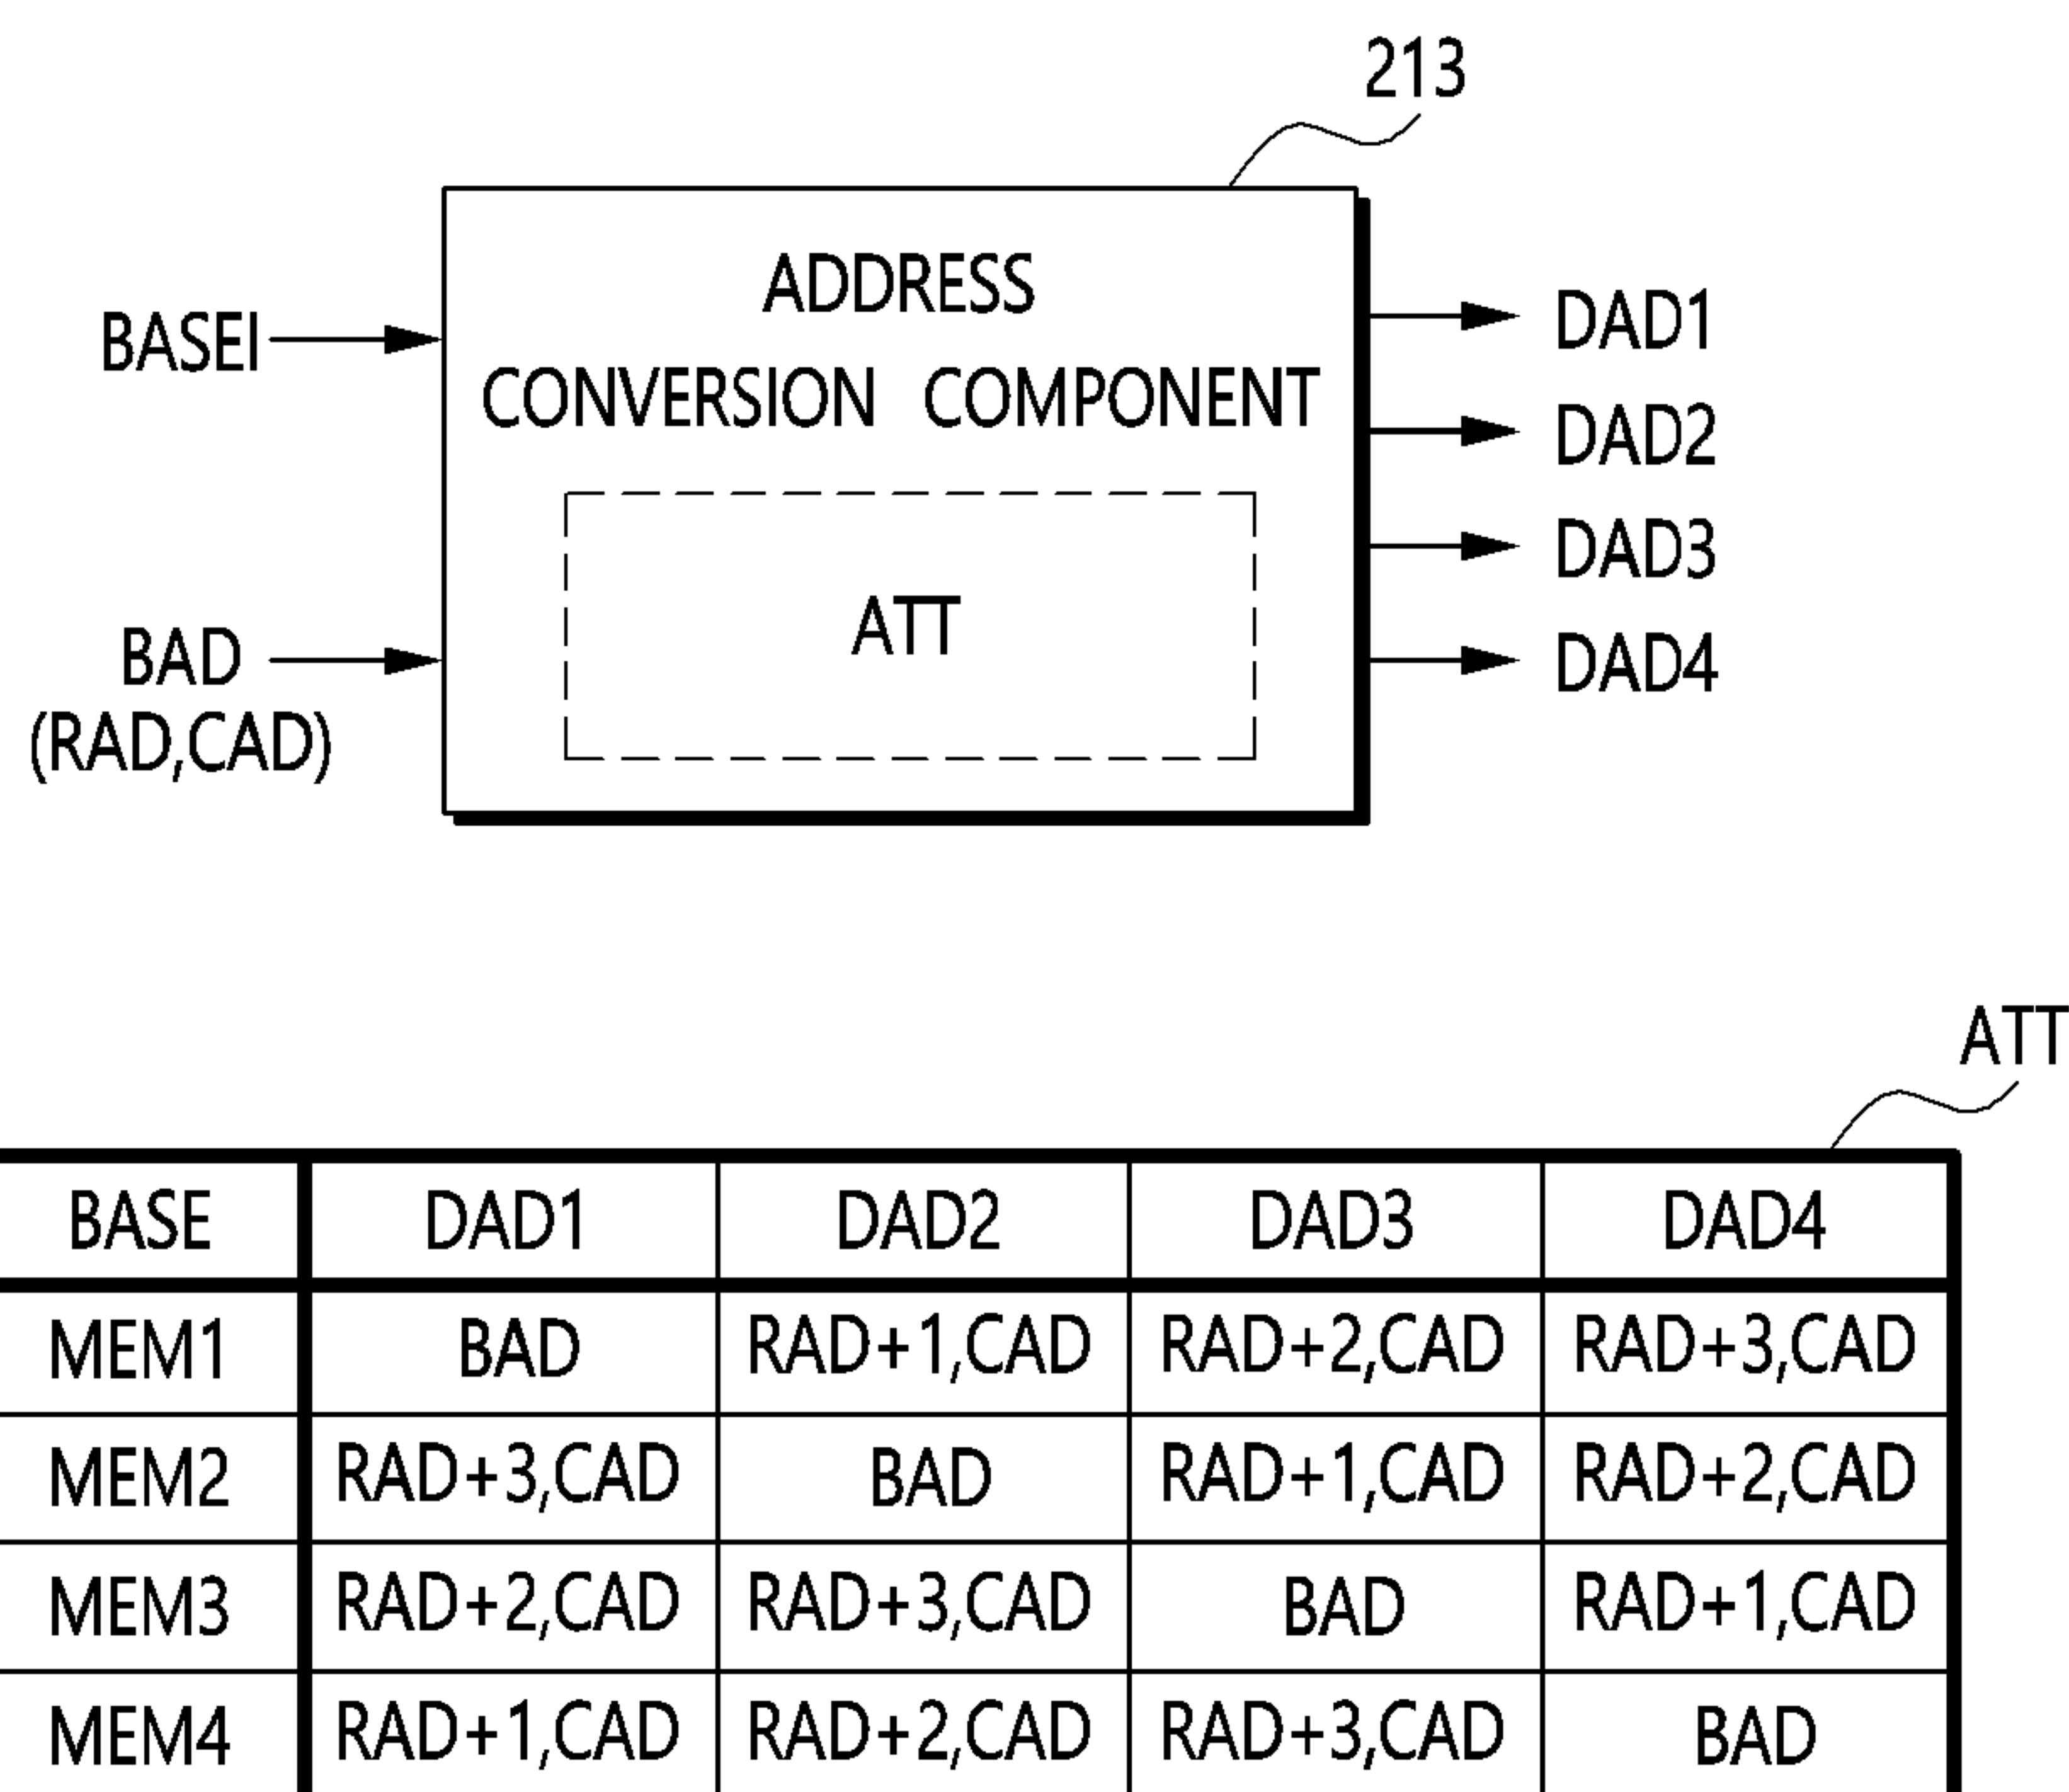 213
ADDRESS
CONVERSION COMPONENT
BASEI
DAD1
DAD2
DAD3
ATT
BAD
(RAD,CAD)
DAD4
ATT
BASE DAD1 DAD2 DAD3 DAD4
MEM1 BAD RAD+1,CAD RAD+2,CAD RAD+3,CAD
MEM2 RAD+3,CAD BAD RAD+1,CAD RAD+2,CAD
MEM3 RAD+2,CAD RAD+3,CAD BAD RAD+1,CAD
MEM4 RAD+1,CAD RAD+2,CAD RAD+3,CAD BAD